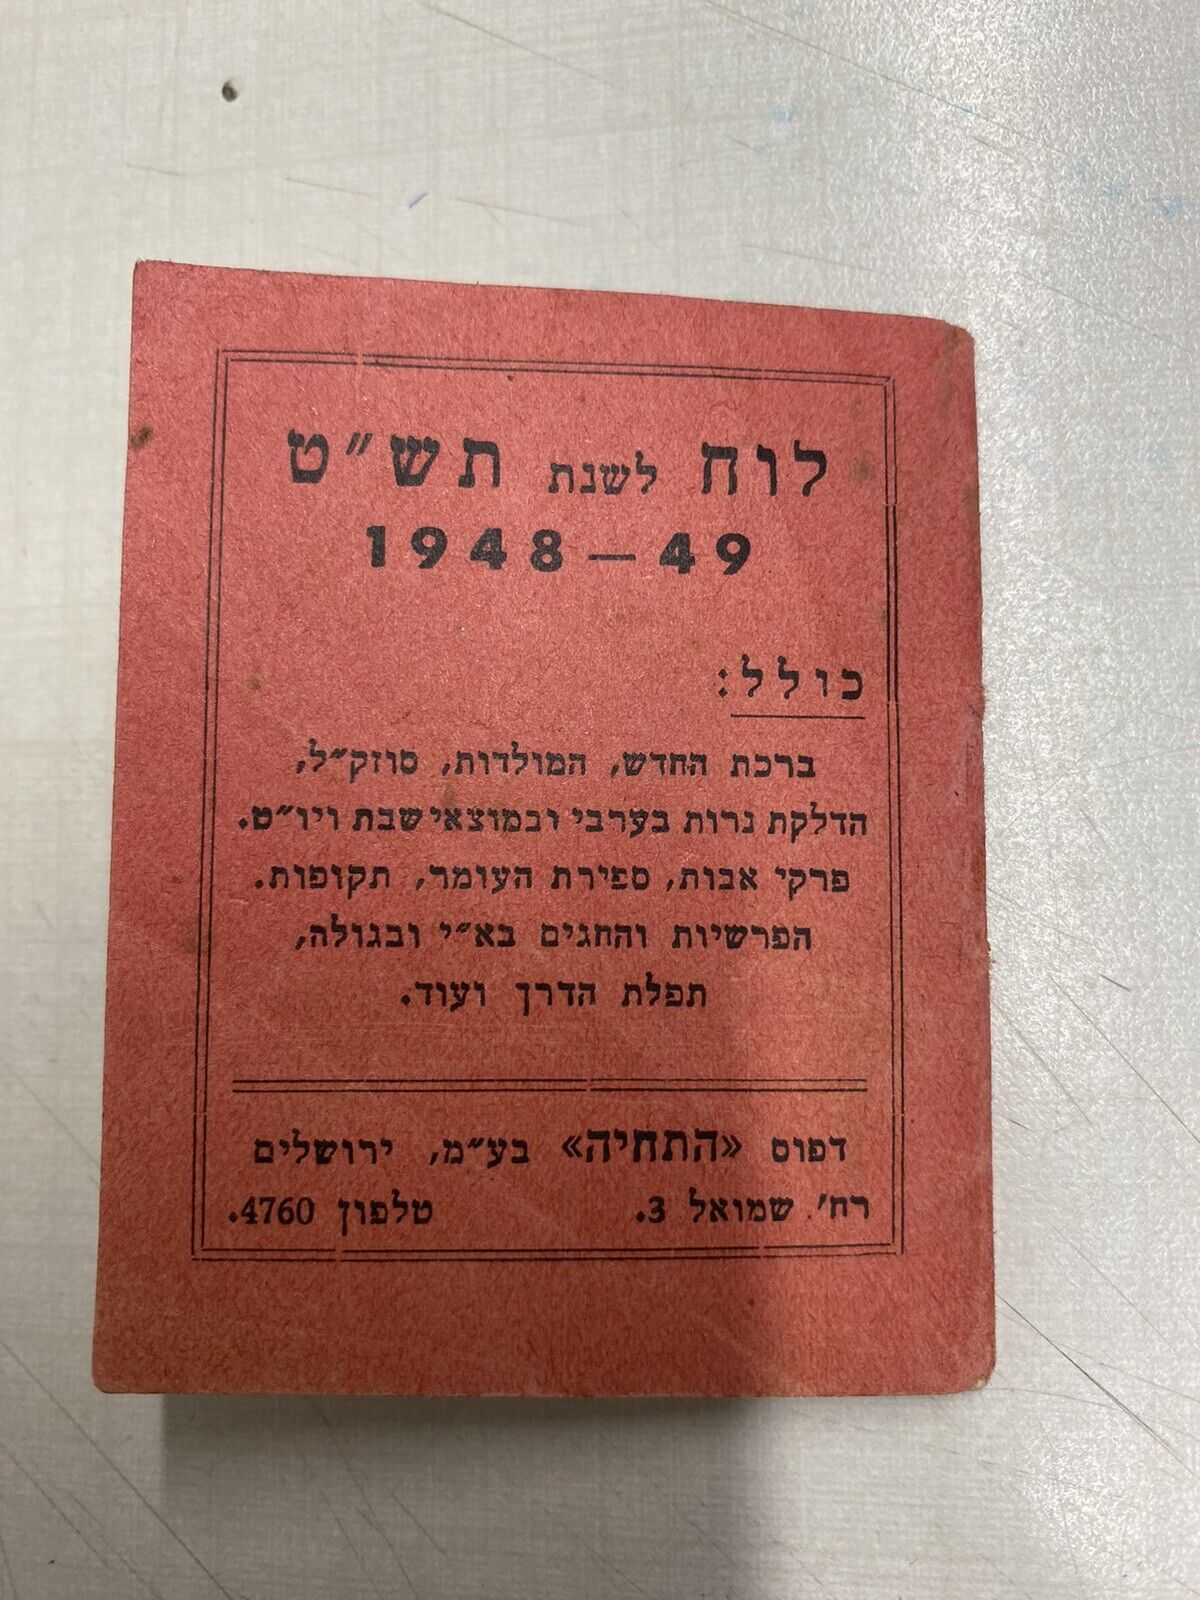 לוח לשנת תש״ט
1948–49
כולל:
ברכת החדש, המולדות, סוזק״ל,
הדלקת נרות בערבי ובמוצאי שבת ויו״ט.
פרקי אבות, ספירת העומר, תקופות.
הפרשיות והחגים בא״י ובגולה,
תפלת הדרך ועוד.
דפוס «התחיה» בע״מ, ירושלים
רח׳ שמואל 3. טלפון 4760.